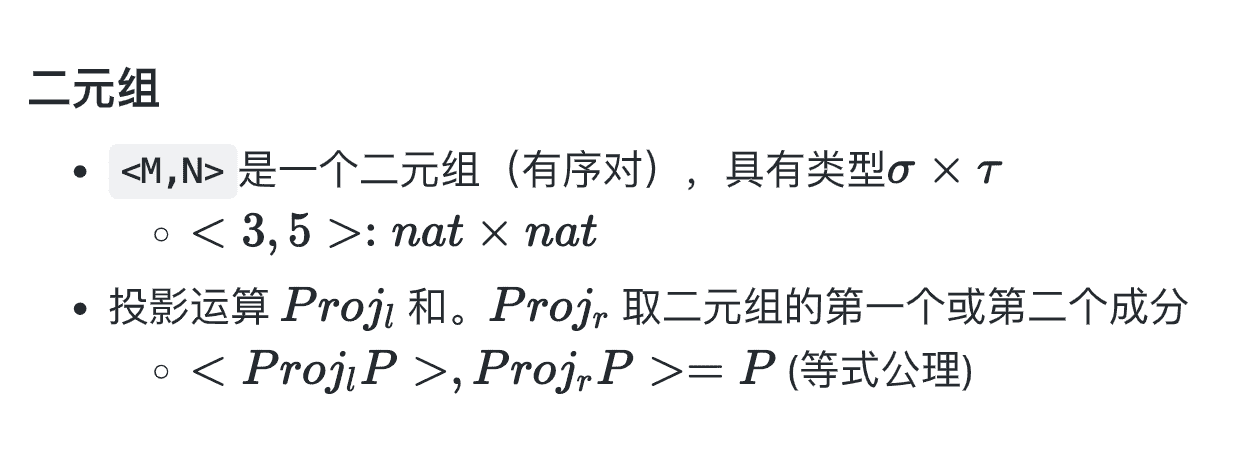 二元组
• <M,N>是一个二元组（有序对），具有类型σ × τ
◦ < 3, 5 >: nat × nat
• 投影运算 Proj_l 和。Proj_r 取二元组的第一个或第二个成分
◦ < Proj_l P >, Proj_r P >= P (等式公理)